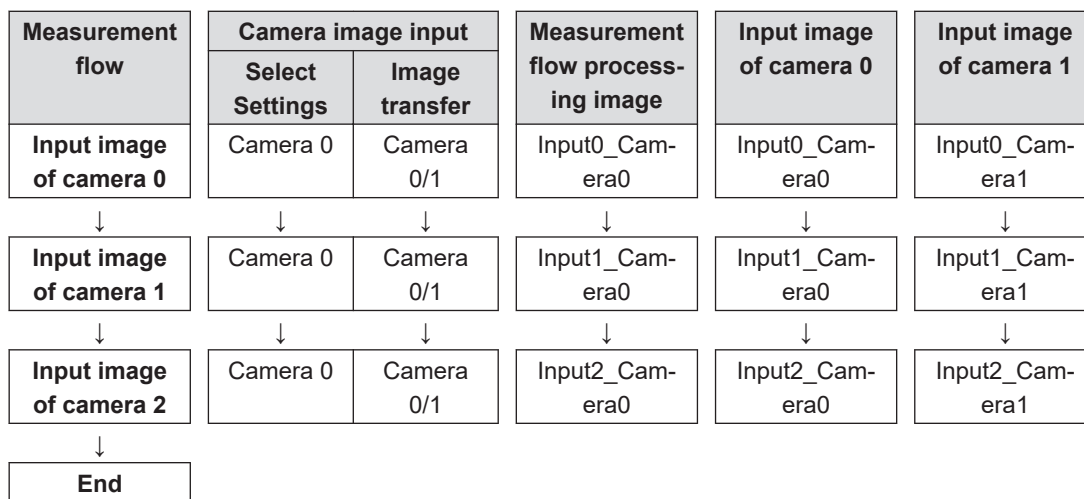 Measurement
flow
Camera image input
Select
Settings
Image
transfer
Measurement
flow process-
ing image
Input image
of camera 0
Input image
of camera 1
Input image
of camera 0
Camera 0
Camera
0/1
Input0_Cam-
era0
Input0_Cam-
era0
Input0_Cam-
era1
↓ ↓ ↓ ↓ ↓ ↓
Input image
of camera 1
Camera 0
Camera
0/1
Input1_Cam-
era0
Input1_Cam-
era0
Input1_Cam-
era1
↓ ↓ ↓ ↓ ↓ ↓
Input image
of camera 2
Camera 0
Camera
0/1
Input2_Cam-
era0
Input2_Cam-
era0
Input2_Cam-
era1
↓
End